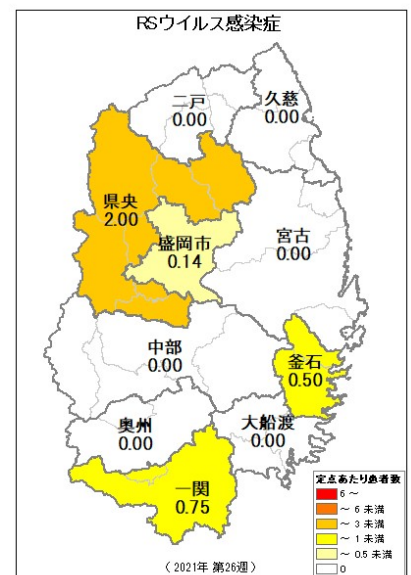 RSウイルス感染症
二戸
0.00
久慈
0.00
県央
2.00
盛岡市
0.14
宮古
0.00
中部
0.00
釜石
0.50
奥州
0.00
大船渡
0.00
一関
0.75
定点あたり患者数
6 ～
～ 6 未満
～ 3 未満
～ 1 未満
～ 0.5 未満
0
（ 2021年 第26週 ）